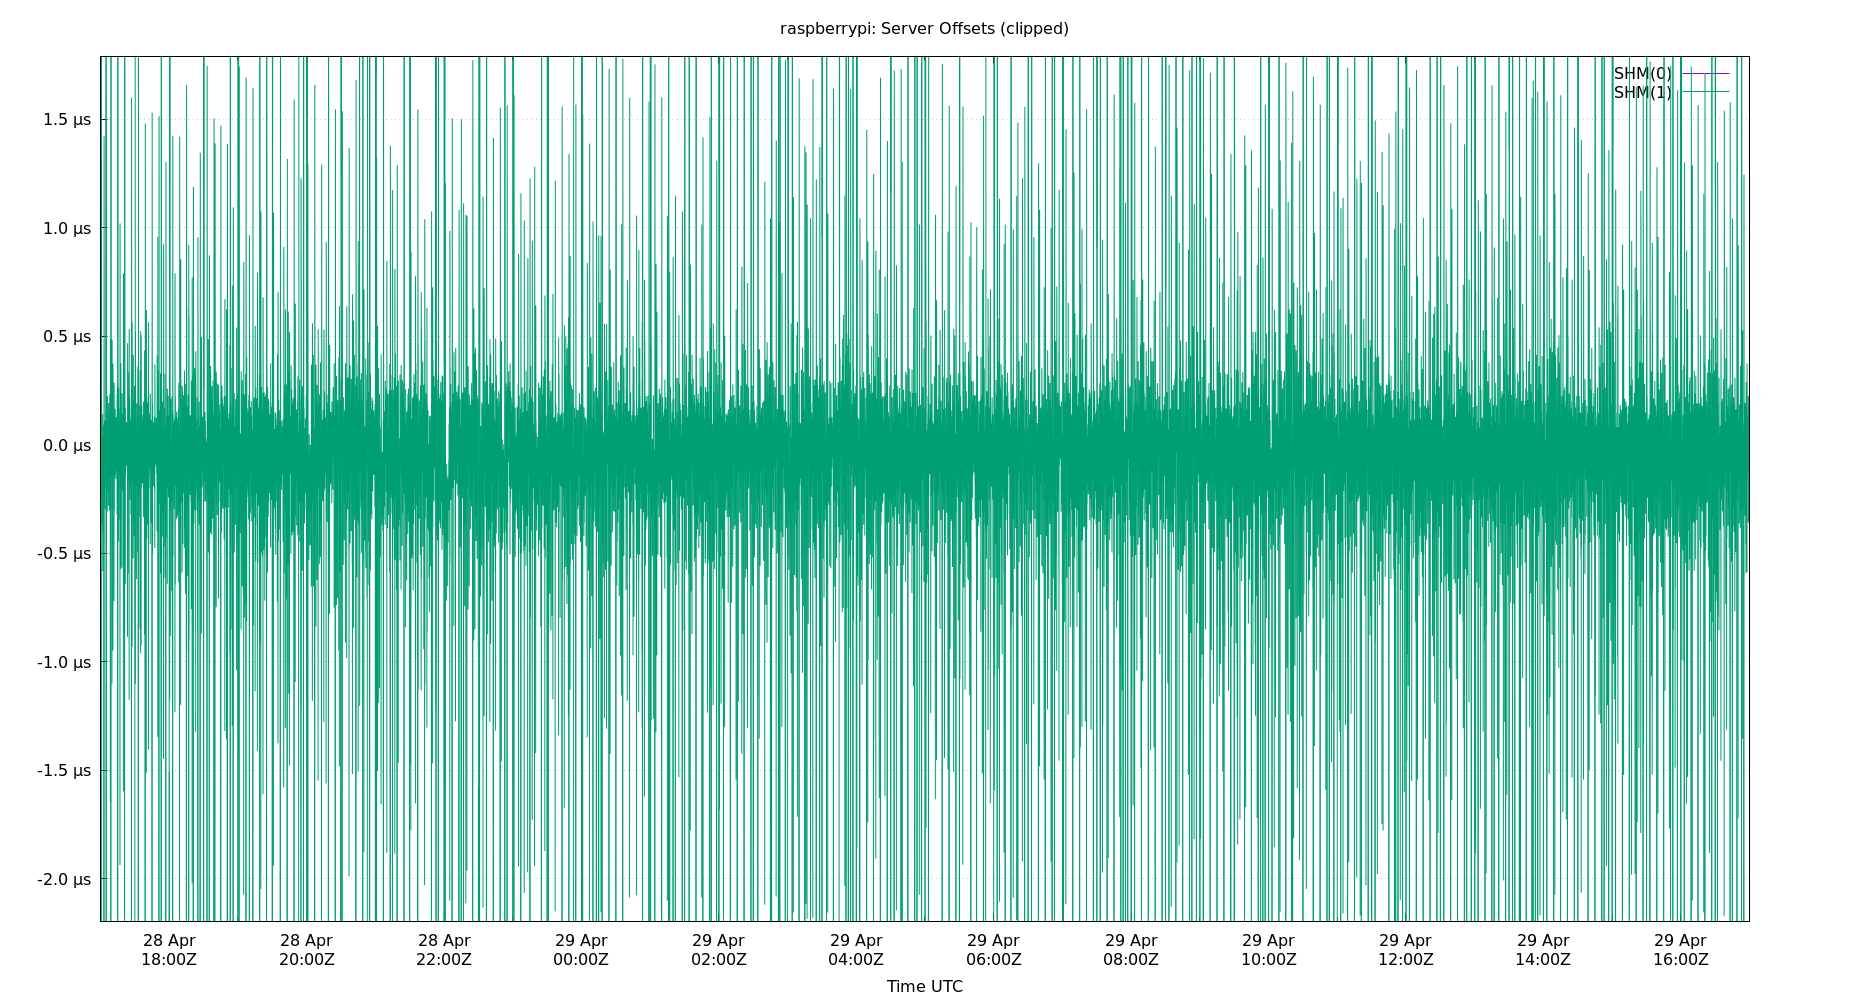 raspberrypi: Server Offsets (clipped)
SHM(0)
SHM(1)
1.5 µs
1.0 µs
0.5 µs
0.0 µs
-0.5 µs
-1.0 µs
-1.5 µs
-2.0 µs
28 Apr 28 Apr 28 Apr 29 Apr 29 Apr 29 Apr 29 Apr 29 Apr 29 Apr 29 Apr 29 Apr 29 Apr
18:00Z 20:00Z 22:00Z 00:00Z 02:00Z 04:00Z 06:00Z 08:00Z 10:00Z 12:00Z 14:00Z 16:00Z
Time UTC